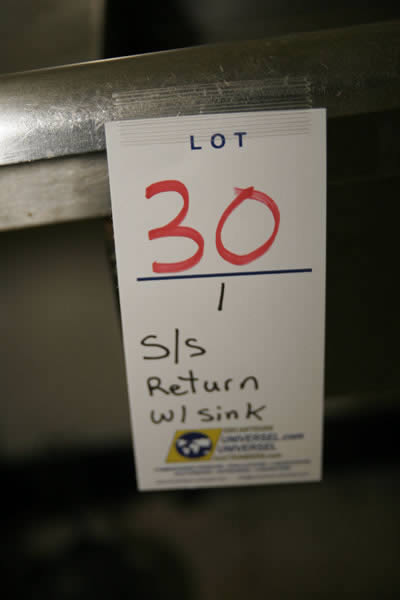 LOT
30
1
S/S
Return
w/ sink
UNIVERSEL.com
UNIVERSEL